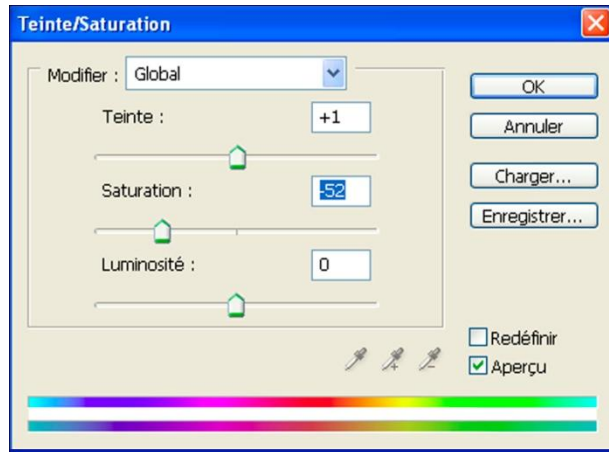 Teinte/Saturation
Modifier : Global
OK
Teinte : +1
Annuler
Saturation : -52
Charger...
Enregistrer...
Luminosité : 0
Redéfinir
Aperçu